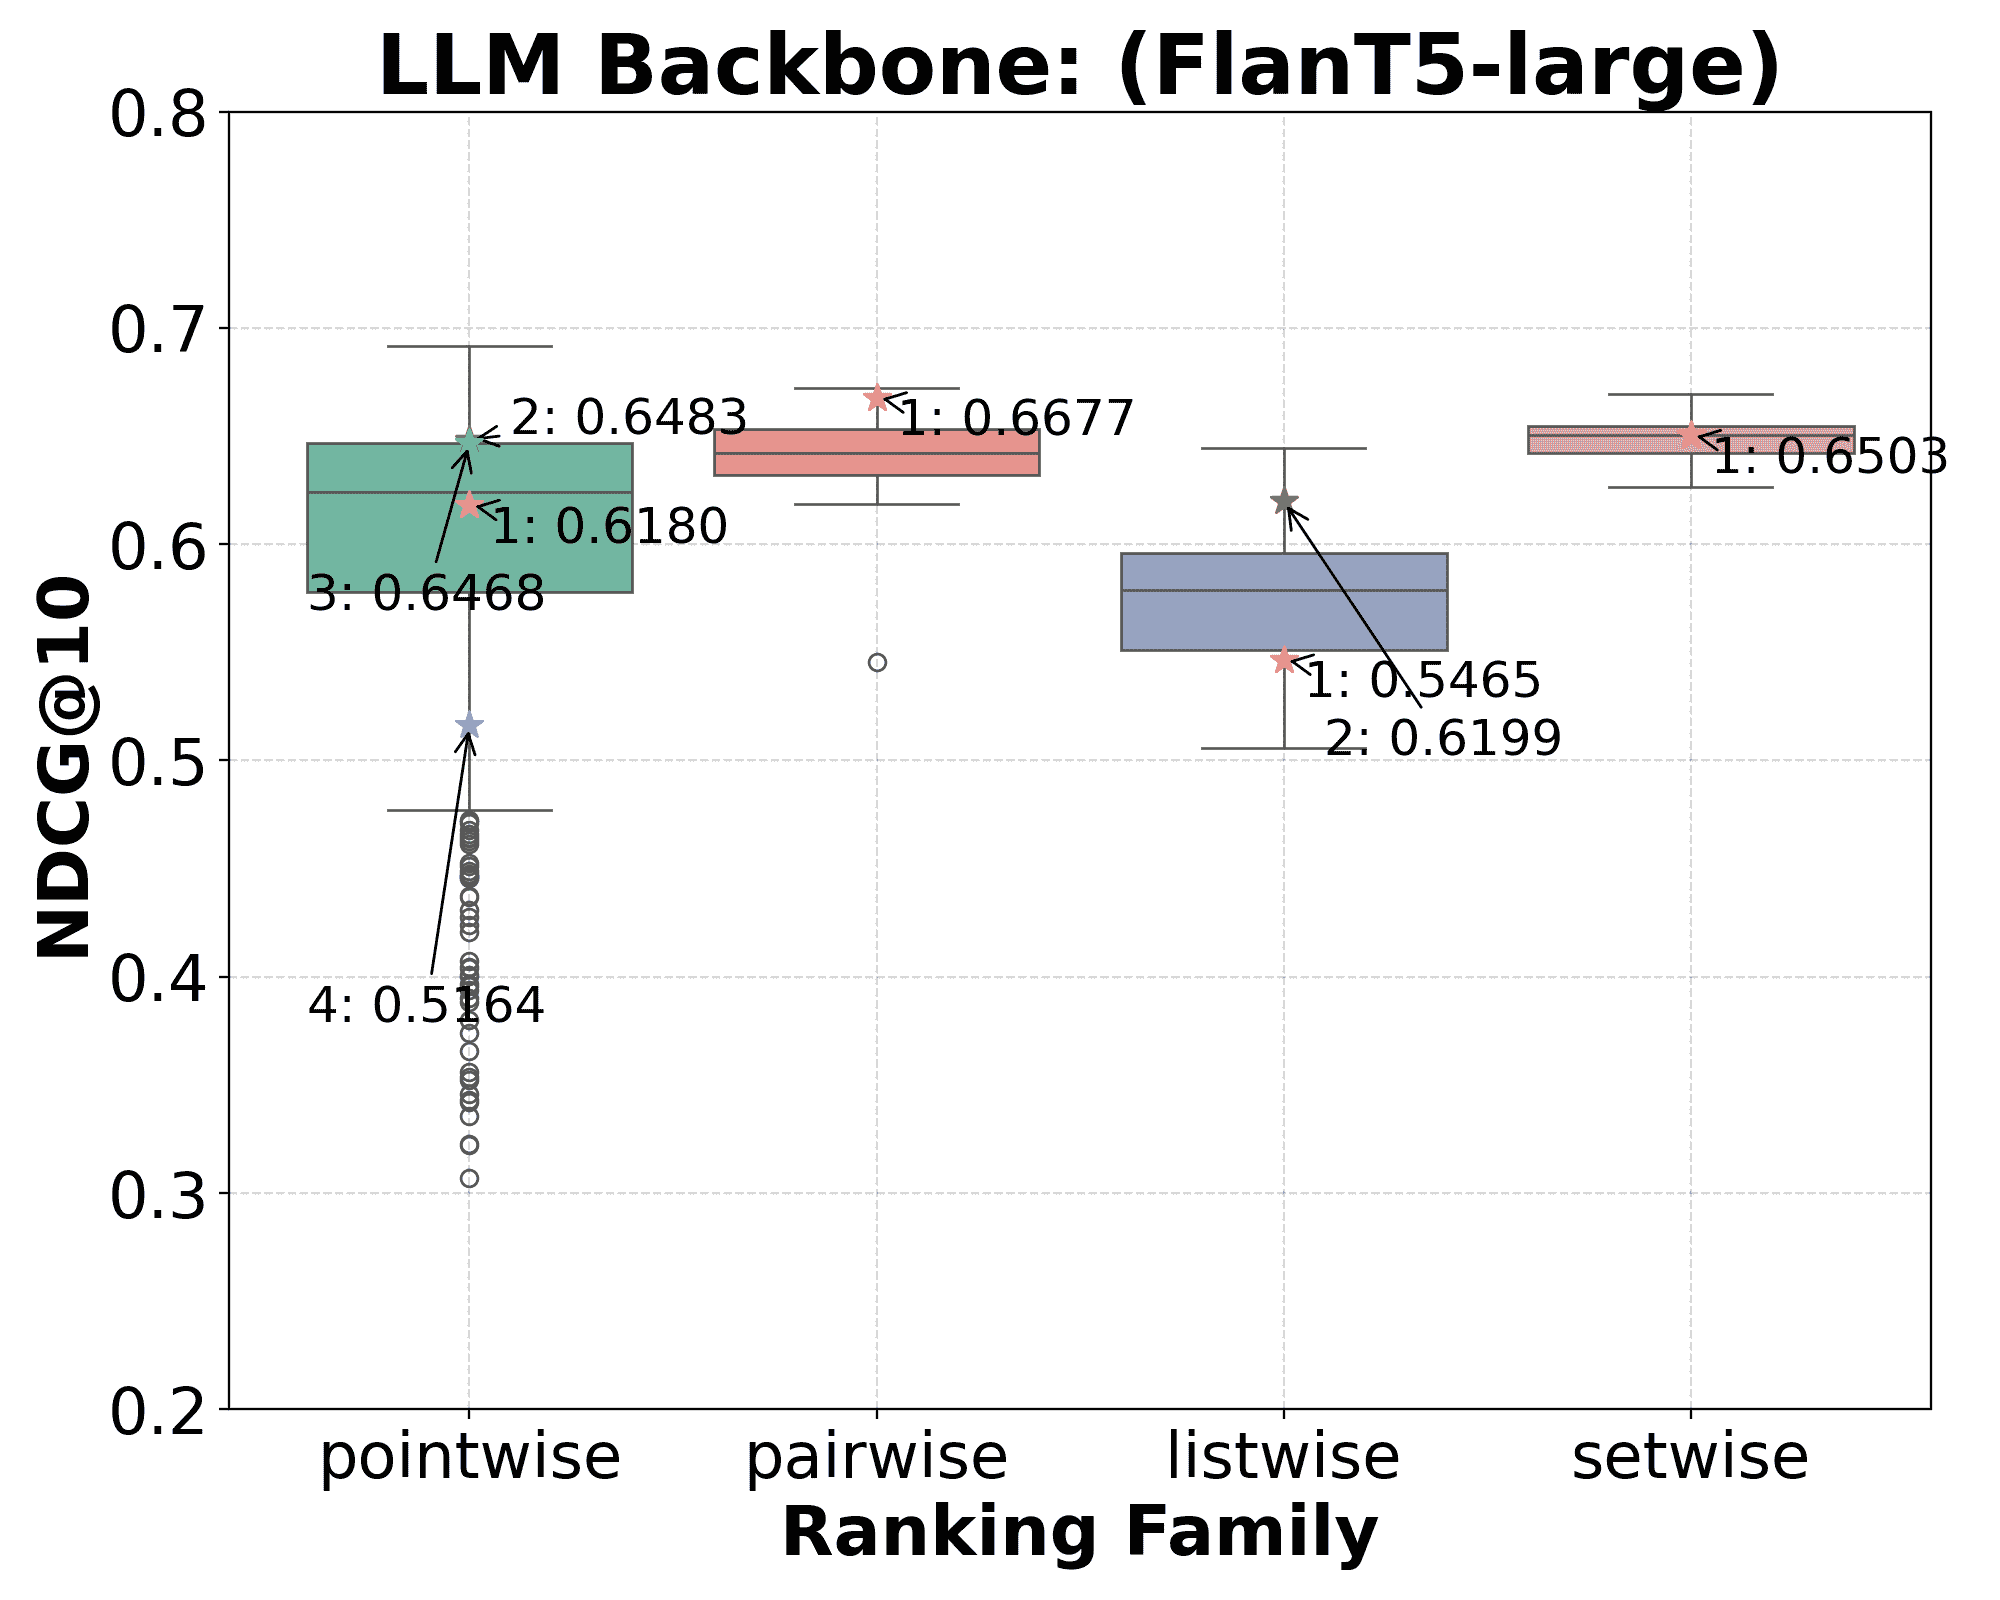 LLM Backbone: (FlanT5-large)
0.8
0.7
0.6
0.5
0.4
0.3
0.2
NDCG@10
2: 0.6483
1: 0.6180
3: 0.6468
4: 0.5164
1: 0.6677
1: 0.5465
2: 0.6199
1: 0.6503
pointwise
pairwise
listwise
setwise
Ranking Family